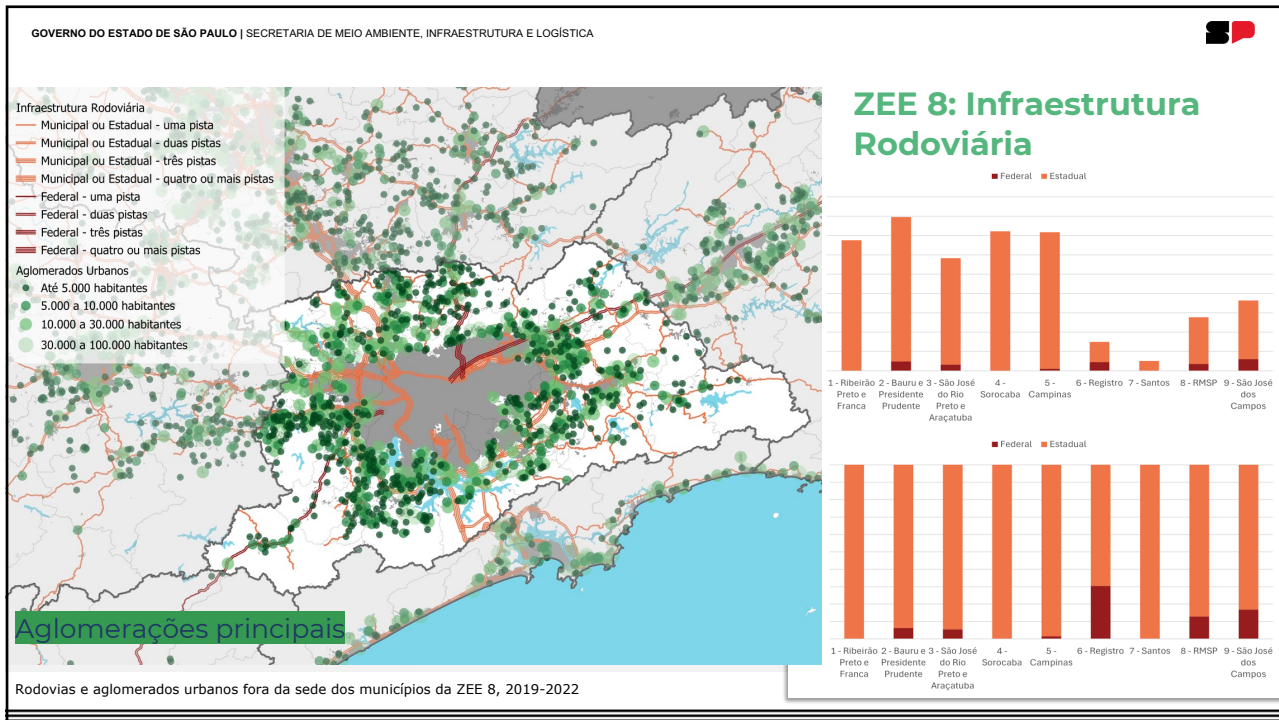 GOVERNO DO ESTADO DE SÃO PAULO | SECRETARIA DE MEIO AMBIENTE, INFRAESTRUTURA E LOGÍSTICA
SP
Infraestrutura Rodoviária
Municipal ou Estadual - uma pista
Municipal ou Estadual - duas pistas
Municipal ou Estadual - três pistas
Municipal ou Estadual - quatro ou mais pistas
Federal - uma pista
Federal - duas pistas
Federal - três pistas
Federal - quatro ou mais pistas
Aglomerados Urbanos
Até 5.000 habitantes
5.000 a 10.000 habitantes
10.000 a 30.000 habitantes
30.000 a 100.000 habitantes
Aglomerações principais
Rodovias e aglomerados urbanos fora da sede dos municípios da ZEE 8, 2019-2022
ZEE 8: Infraestrutura
Rodoviária
Federal Estadual
1 - Ribeirão 2 - Bauru e 3 - São José 4 - 5 - 6 - Registro 7 - Santos 8 - RMSP 9 - São José
Preto e Presidente do Rio Sorocaba Campinas dos
Franca Prudente Preto e Campos
Araçatuba
Federal Estadual
1 - Ribeirão 2 - Bauru e 3 - São José 4 - 5 - 6 - Registro 7 - Santos 8 - RMSP 9 - São José
Preto e Presidente do Rio Sorocaba Campinas dos
Franca Prudente Preto e Campos
Araçatuba